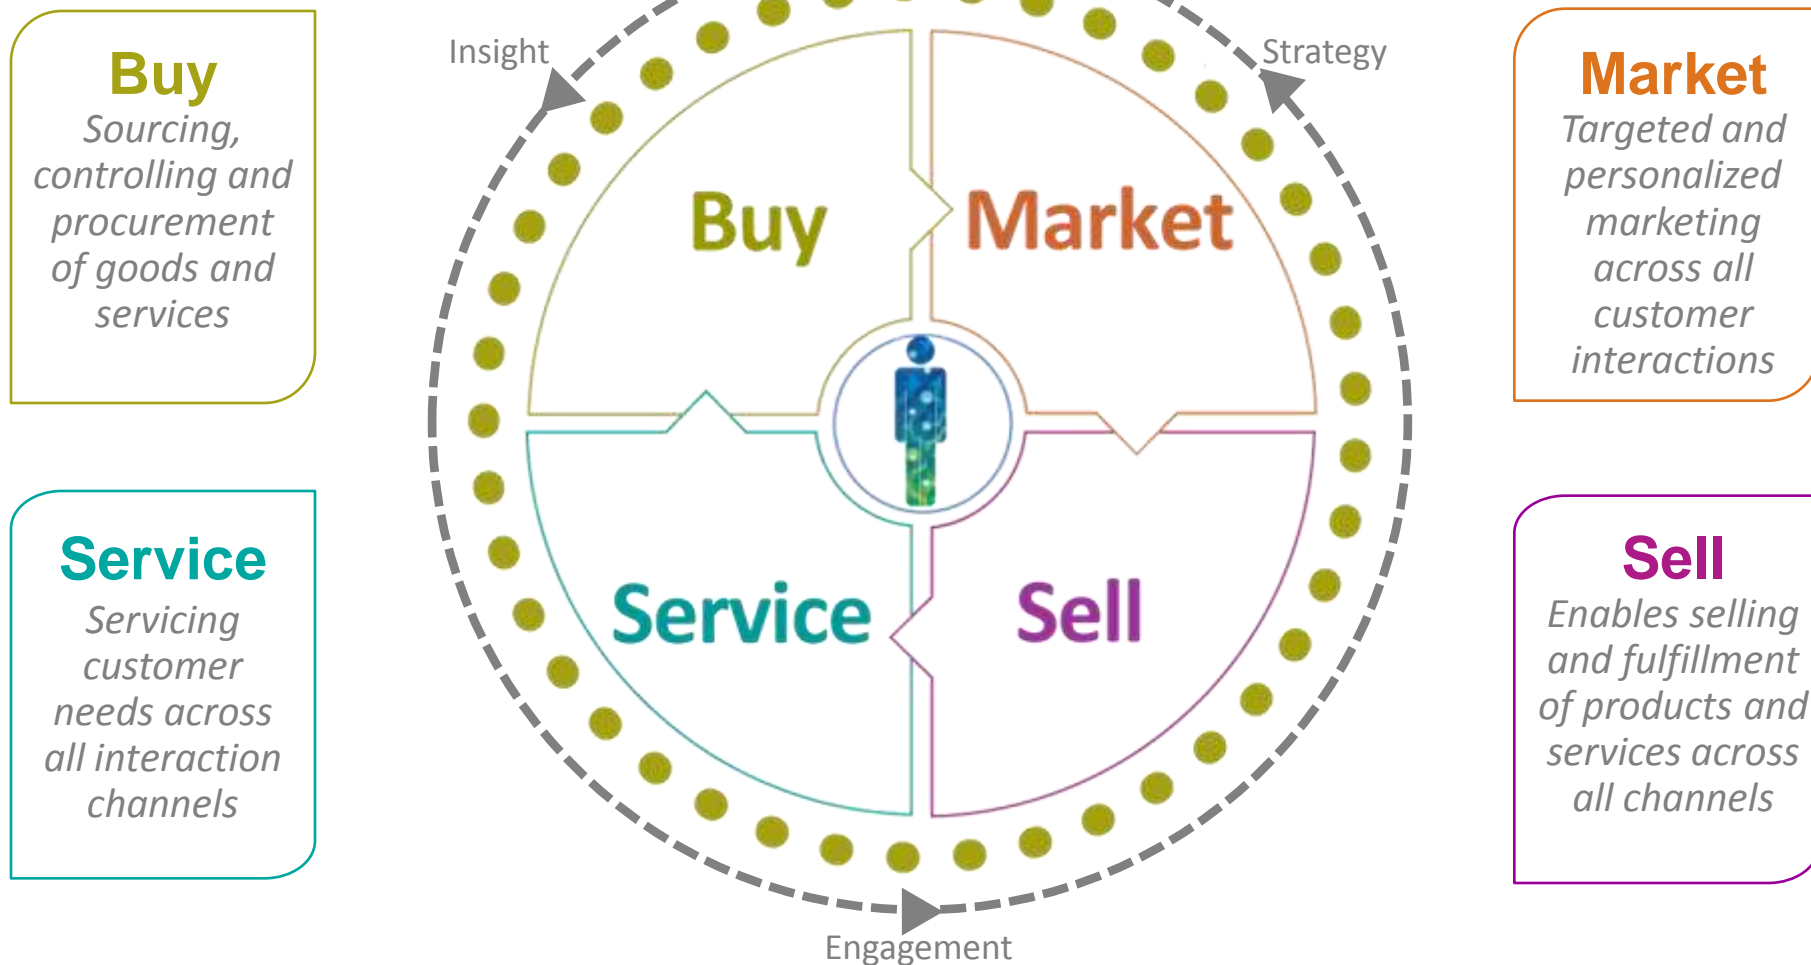 Buy
Sourcing,
controlling and
procurement
of goods and
services
Service
Servicing
customer
needs across
all interaction
channels
Insight
Strategy
Buy
Market
Service
Sell
Engagement
Market
Targeted and
personalized
marketing
across all
customer
interactions
Sell
Enables selling
and fulfillment
of products and
services across
all channels